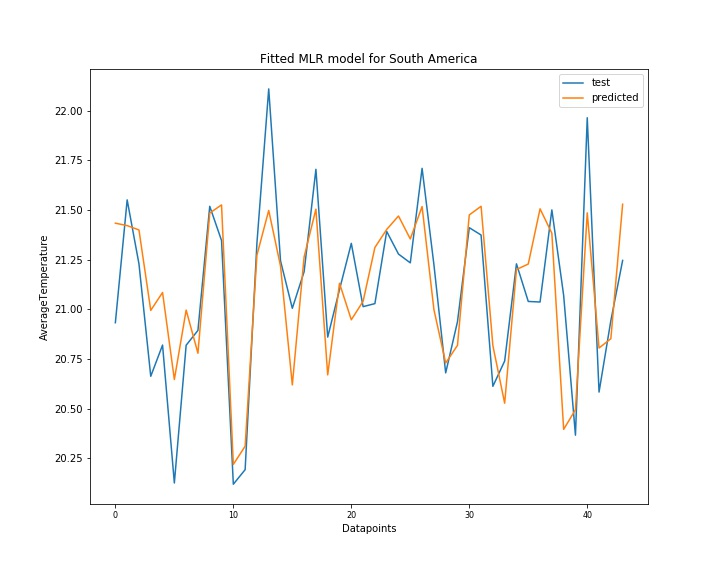 Fitted MLR model for South America
test
predicted
22.00
21.75
21.50
21.25
21.00
20.75
20.50
20.25
AverageTemperature
0
10
20
30
40
Datapoints